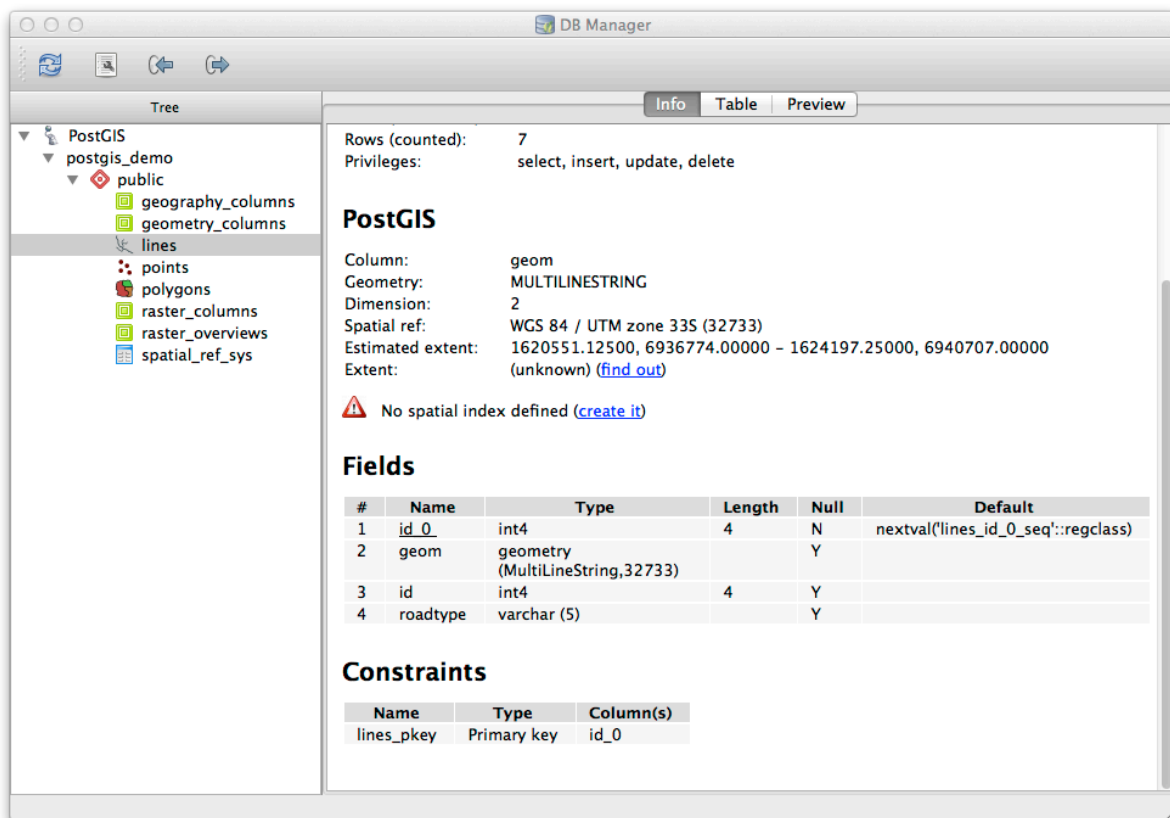 DB Manager
Tree
Info Table Preview
PostGIS
postgis_demo
public
geography_columns
geometry_columns
lines
points
polygons
raster_columns
raster_overviews
spatial_ref_sys
Rows (counted): 7
Privileges: select, insert, update, delete
PostGIS
Column: geom
Geometry: MULTILINESTRING
Dimension: 2
Spatial ref: WGS 84 / UTM zone 33S (32733)
Estimated extent: 1620551.12500, 6936774.00000 - 1624197.25000, 6940707.00000
Extent: (unknown) (find out)
No spatial index defined (create it)
Fields
# Name Type Length Null Default
1 id_0 int4 4 N nextval('lines_id_0_seq'::regclass)
2 geom geometry Y
(MultiLineString,32733)
3 id int4 4 Y
4 roadtype varchar (5) Y
Constraints
Name Type Column(s)
lines_pkey Primary key id_0